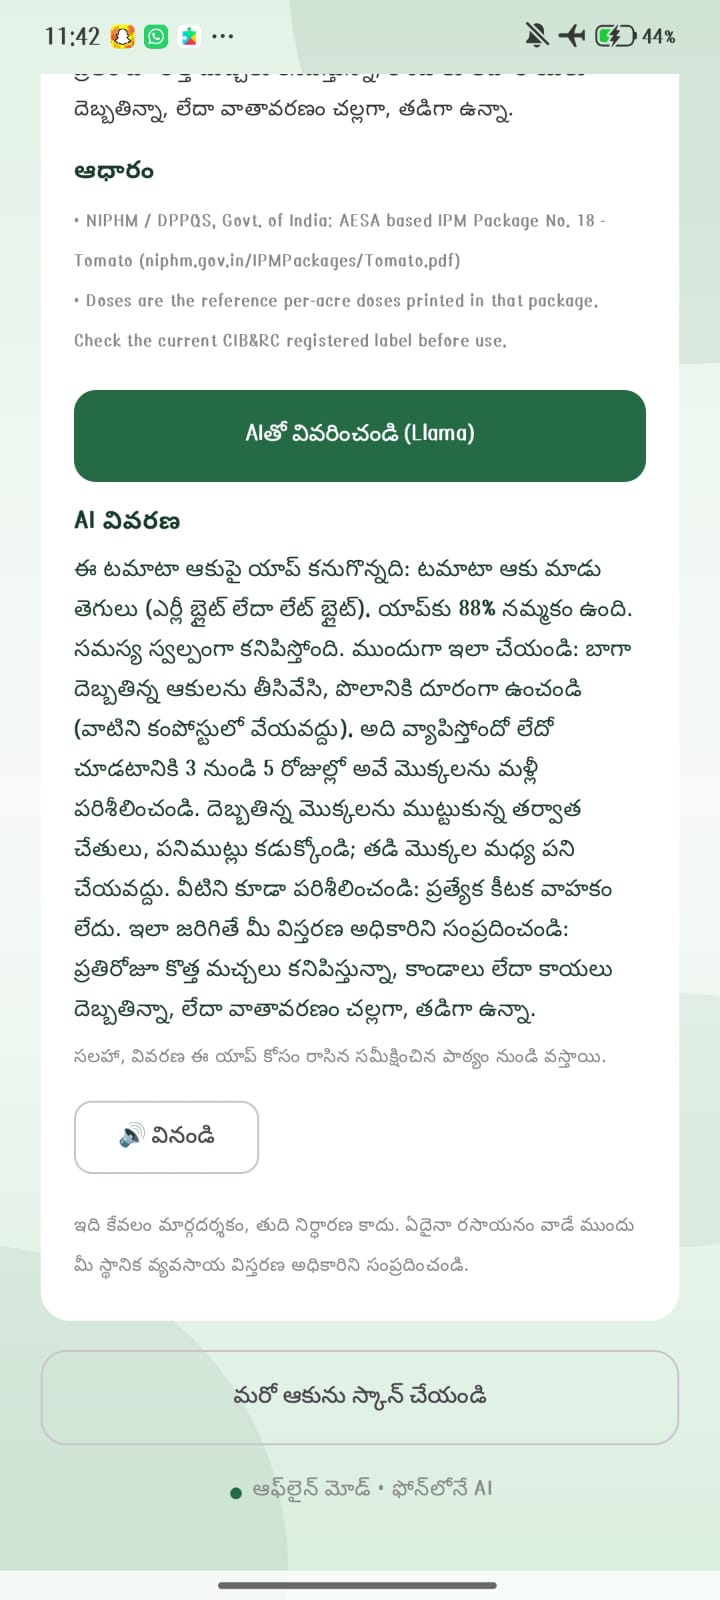 11:42
44%
దెబ్బతిన్నా, లేదా వాతావరణం చల్లగా, తడిగా ఉన్నా.
ఆధారం
• NIPHM / DPPQS, Govt. of India: AESA based IPM Package No. 18 -
Tomato (niphm.gov.in/IPMPackages/Tomato.pdf)
• Doses are the reference per-acre doses printed in that package.
Check the current CIB&RC registered label before use.
AIతో వివరించండి (Llama)
AI వివరణ
ఈ టమాటా ఆకుపై యాప్ కనుగొన్నది: టమాటా ఆకు మాడు
తెగులు (ఎర్లీ బ్లైట్ లేదా లేట్ బ్లైట్). యాప్‌కు 88% నమ్మకం ఉంది.
సమస్య స్వల్పంగా కనిపిస్తోంది. ముందుగా ఇలా చేయండి: బాగా
దెబ్బతిన్న ఆకులను తీసివేసి, పొలానికి దూరంగా ఉంచండి
(వాటిని కంపోస్టులో వేయవద్దు). అది వ్యాపిస్తోందో లేదో
చూడటానికి 3 నుండి 5 రోజుల్లో అవే మొక్కలను మళ్లీ
పరిశీలించండి. దెబ్బతిన్న మొక్కలను ముట్టుకున్న తర్వాత
చేతులు, పనిముట్లు కడుక్కోండి; తడి మొక్కల మధ్య పని
చేయవద్దు. వీటిని కూడా పరిశీలించండి: ప్రత్యేక కీటక వాహకం
లేదు. ఇలా జరిగితే మీ విస్తరణ అధికారిని సంప్రదించండి:
ప్రతిరోజూ కొత్త మచ్చలు కనిపిస్తున్నా, కాండాలు లేదా కాయలు
దెబ్బతిన్నా, లేదా వాతావరణం చల్లగా, తడిగా ఉన్నా.
సలహా, వివరణ ఈ యాప్ కోసం రాసిన సమీక్షించిన పాఠ్యం నుండి వస్తాయి.
వినండి
ఇది కేవలం మార్గదర్శకం, తుది నిర్ధారణ కాదు. ఏదైనా రసాయనం వాడే ముందు
మీ స్థానిక వ్యవసాయ విస్తరణ అధికారిని సంప్రదించండి.
మరో ఆకును స్కాన్ చేయండి
ఆఫ్‌లైన్ మోడ్ • ఫోన్‌లోనే AI